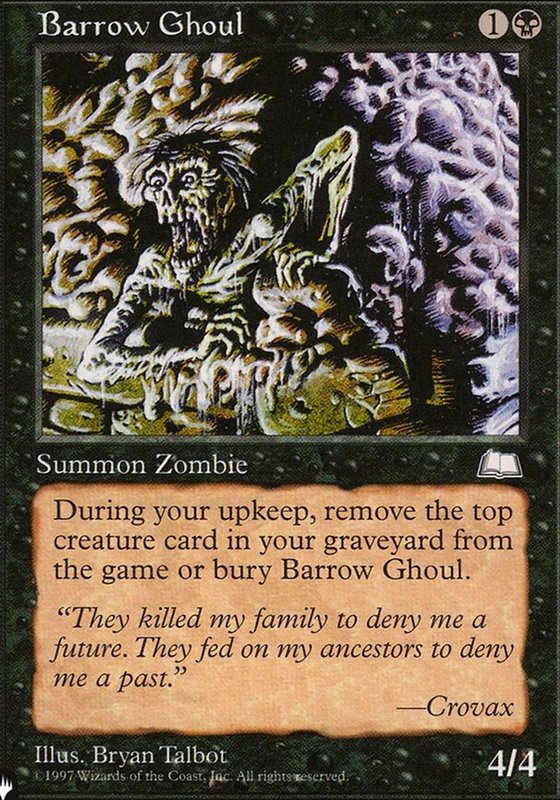 Barrow Ghoul 1
Summon Zombie
During your upkeep, remove the top
creature card in your graveyard from
the game or bury Barrow Ghoul.
“They killed my family to deny me a
future. They fed on my ancestors to deny
me a past.”
—Crovax
Illus. Bryan Talbot
©1997 Wizards of the Coast, Inc. All rights reserved.
4/4